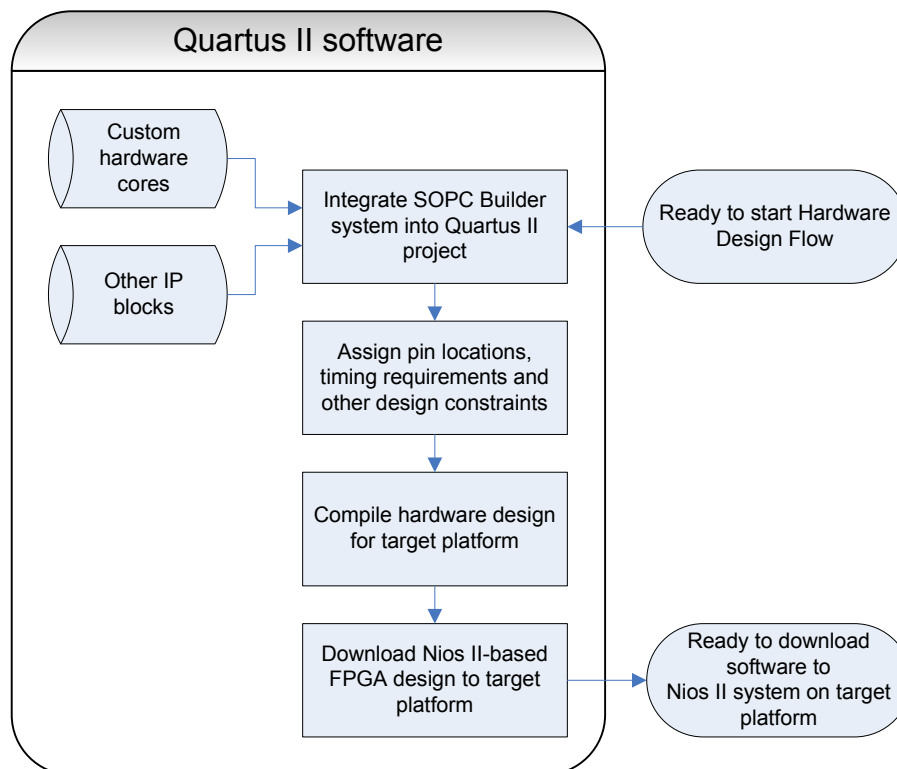 Quartus II software
Custom
hardware
cores
Integrate SOPC Builder
system into Quartus II
project
Ready to start Hardware
Design Flow
Other IP
blocks
Assign pin locations,
timing requirements and
other design constraints
Compile hardware design
for target platform
Download Nios II-based
FPGA design to target
platform
Ready to download
software to
Nios II system on target
platform